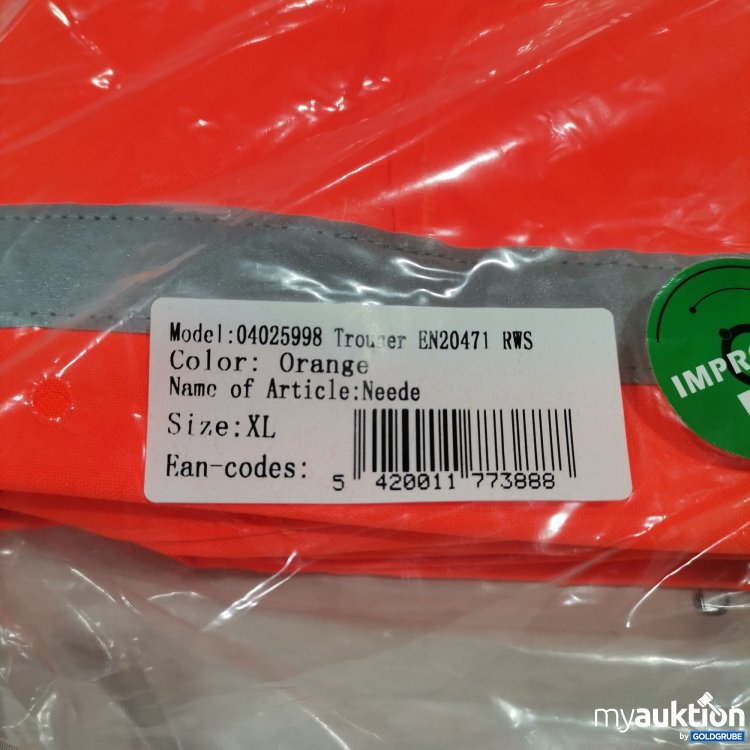 Model:04025998 Trouser EN20471 RWS
Color: Orange
Name of Article:Neede
Size:XL
Ean-codes: 5 420011 773888
myauktion
by GOLDGRUBE